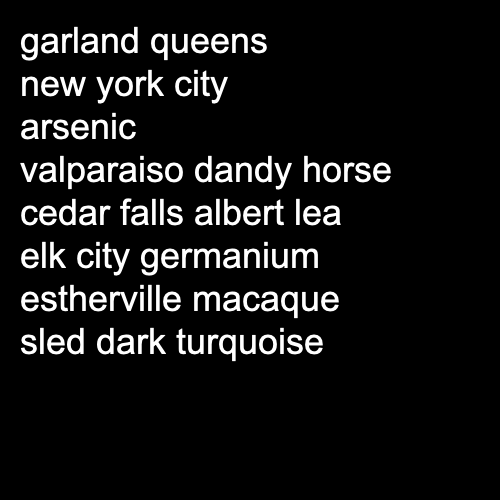 garland queens
new york city
arsenic
valparaiso dandy horse
cedar falls albert lea
elk city germanium
estherville macaque
sled dark turquoise